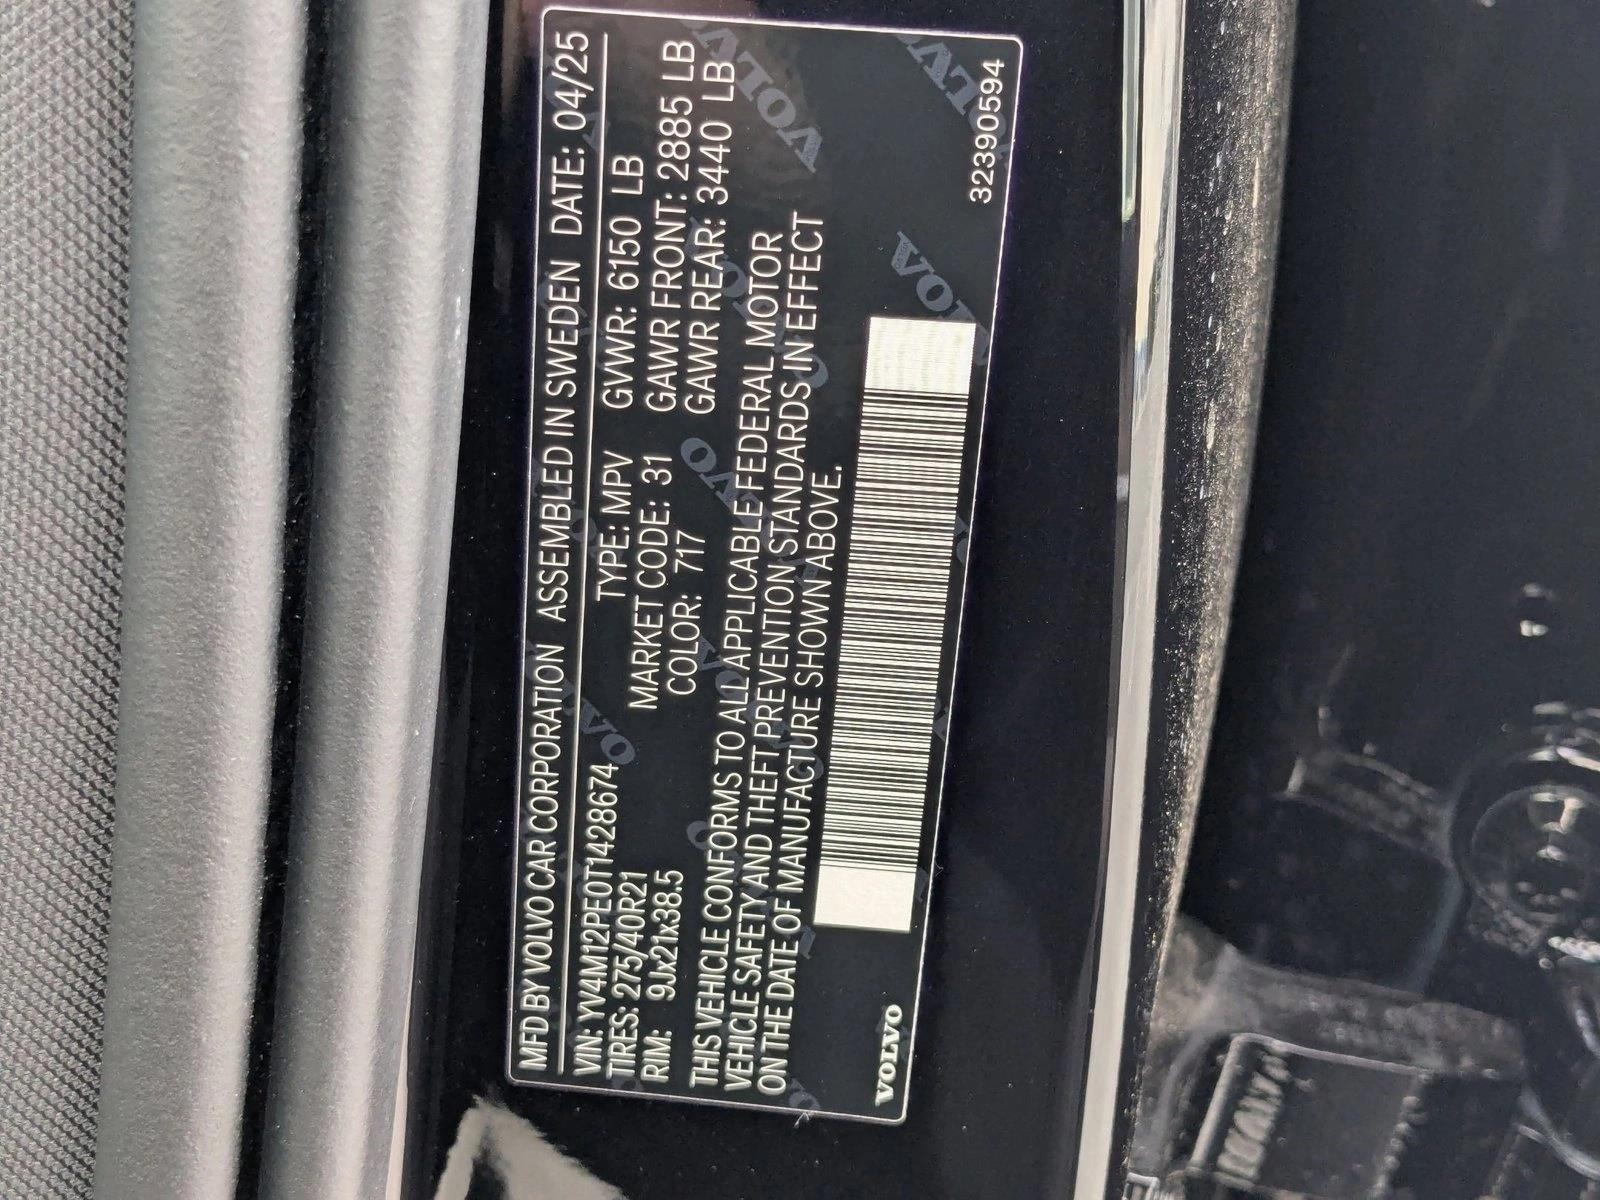 MFD BY VOLVO CAR CORPORATION ASSEMBLED IN SWEDEN DATE: 04/25
VIN: YV4M12PE0T1428674 TYPE: MPV GVWR: 6150 LB
TIRES: 275/40R21 MARKET CODE: 31 GAWR FRONT: 2885 LB
RIM: 9Jx21x38.5 COLOR: 717 GAWR REAR: 3440 LB
THIS VEHICLE CONFORMS TO ALL APPLICABLE FEDERAL MOTOR
VEHICLE SAFETY AND THEFT PREVENTION STANDARDS IN EFFECT
ON THE DATE OF MANUFACTURE SHOWN ABOVE.
VOLVO
32390594